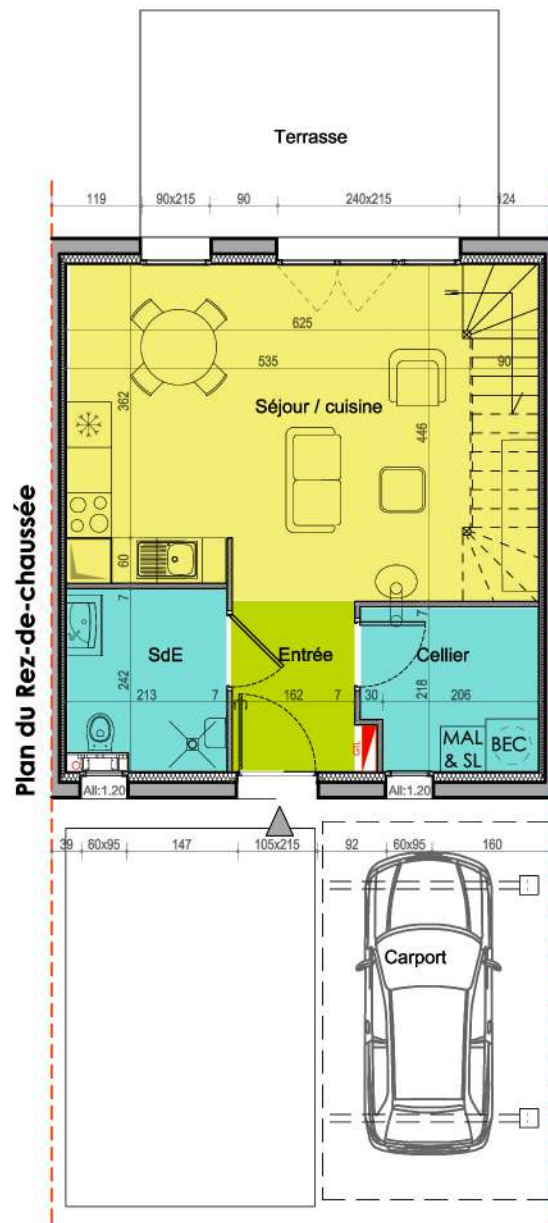 Terrasse
119 90x215 90 240x215 124
625
535 90
Séjour / cuisine
362
446
Plan du Rez-de-chaussée
60
7
7
SdE Entrée Cellier
242
218
213 7 162 7 30 206
MAL
& SL
BEC
GTL
All:1.20 All:1.20
39 60x95 147 105x215 92 60x95 160
Carport